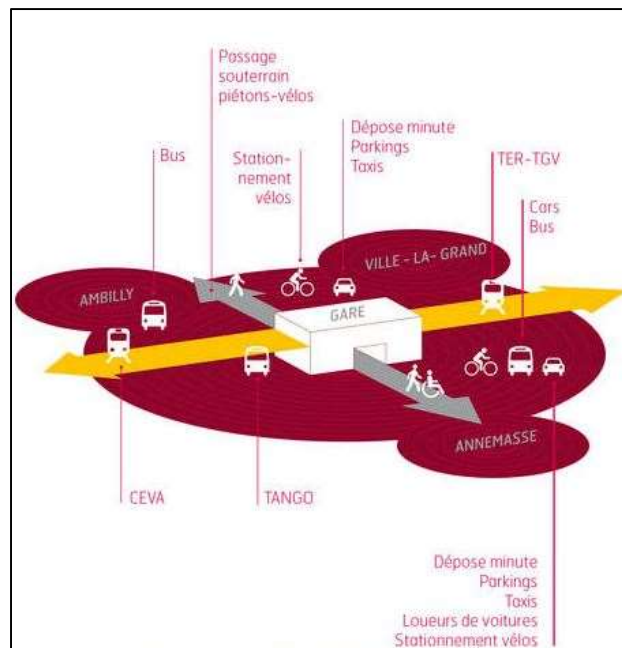 Passage
souterrain
piétons-vélos
Bus
Station-
nement
vélos
Dépose minute
Parkings
Taxis
TER-TGV
Cars
Bus
VILLE-LA-GRAND
AMBILLY
GARE
ANNEMASSE
CEVA
TANGO
Dépose minute
Parkings
Taxis
Loueurs de voitures
Stationnement vélos